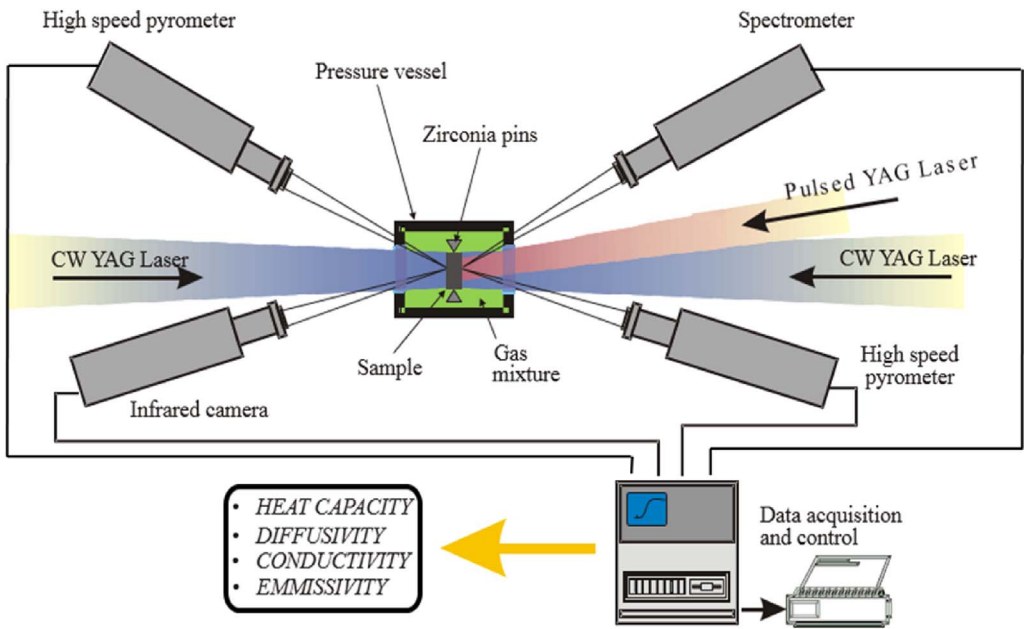 High speed pyrometer
Spectrometer
Pressure vessel
Zirconia pins
Pulsed YAG Laser
CW YAG Laser
CW YAG Laser
Sample
Gas
mixture
High speed
pyrometer
Infrared camera
• HEAT CAPACITY
• DIFFUSIVITY
• CONDUCTIVITY
• EMMISSIVITY
Data acquisition
and control